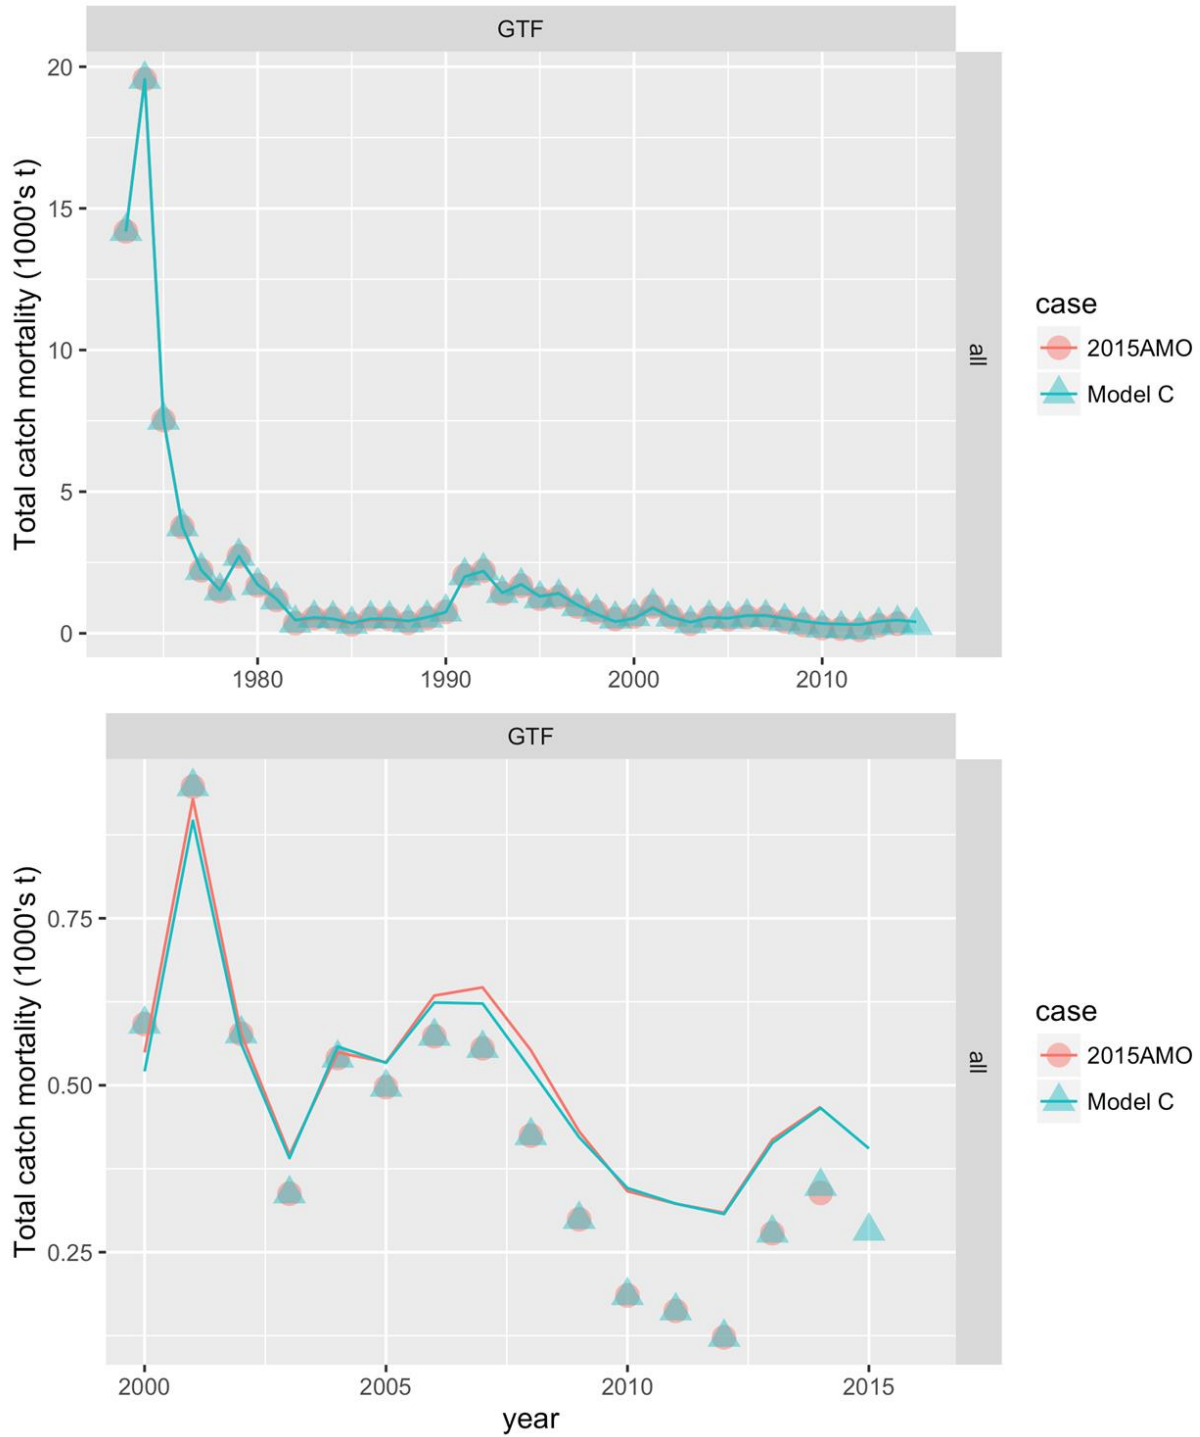 GTF
Total catch mortality (1000's t)
20
15
10
5
0
all
1980
1990
2000
2010
case
2015AMO
Model C
GTF
Total catch mortality (1000's t)
0.75
0.50
0.25
all
2000
2005
2010
2015
year
case
2015AMO
Model C